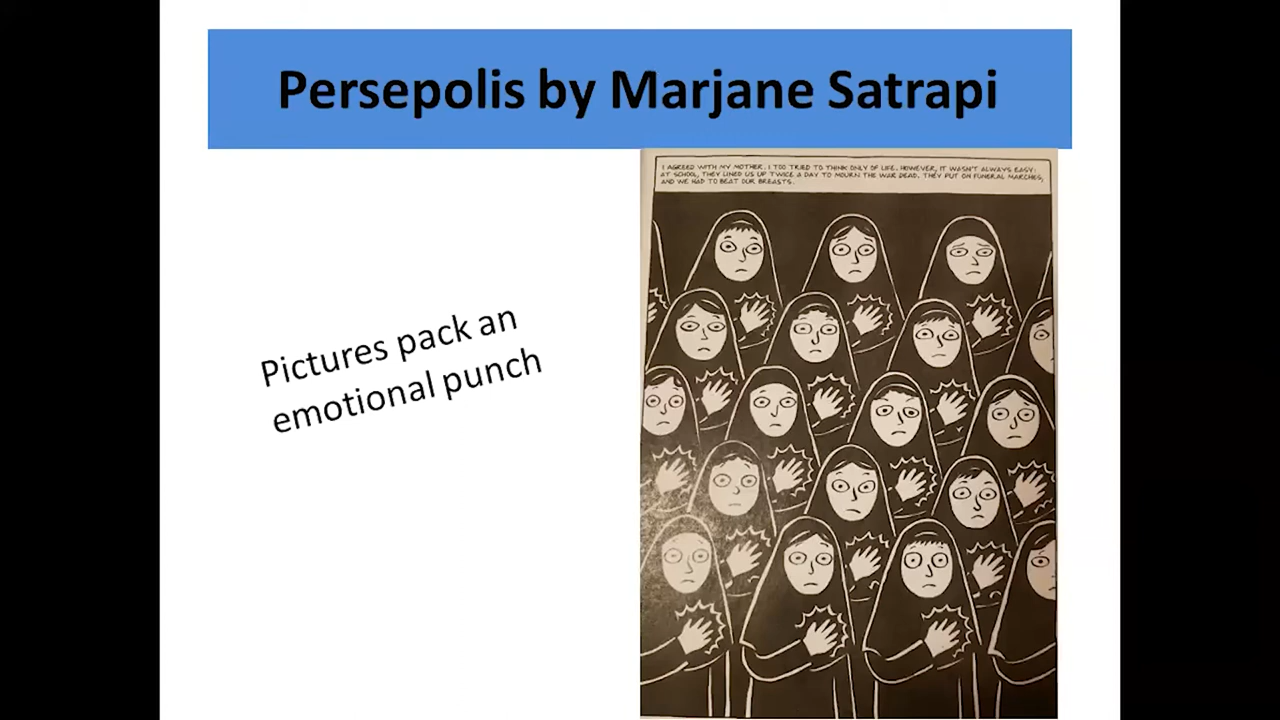 Persepolis by Marjane Satrapi
I AGREED WITH MY MOTHER. I TOO TRIED TO THINK ONLY OF LIFE. HOWEVER, IT WASN'T ALWAYS EASY:
AT SCHOOL, THEY LINED US UP TWICE A DAY TO MOURN THE WAR DEAD. THEY PUT ON FUNERAL MARCHES,
AND WE HAD TO BEAT OUR BREASTS.
Pictures pack an
emotional punch